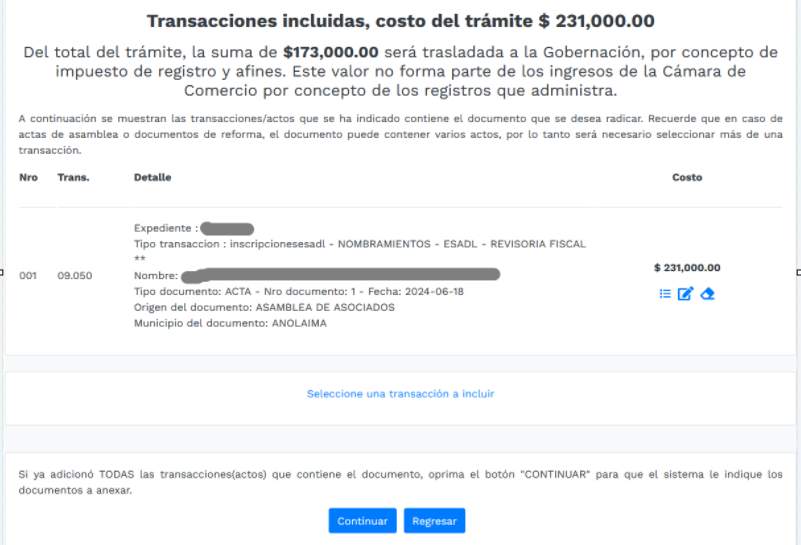 Transacciones incluidas, costo del trámite $ 231,000.00
Del total del trámite, la suma de $173,000.00 será trasladada a la Gobernación, por concepto de
impuesto de registro y afines. Este valor no forma parte de los ingresos de la Cámara de
Comercio por concepto de los registros que administra.
A continuación se muestran las transacciones/actos que se ha indicado contiene el documento que se desea radicar. Recuerde que en caso de
actas de asamblea o documentos de reforma, el documento puede contener varios actos, por lo tanto será necesario seleccionar más de una
transacción.
Nro Trans. Detalle Costo
Expediente :
Tipo transaccion : inscripcionesesadl - NOMBRAMIENTOS - ESADL - REVISORIA FISCAL
**
001 09.050 Nombre: $ 231,000.00
Tipo documento: ACTA - Nro documento: 1 - Fecha: 2024-06-18
Origen del documento: ASAMBLEA DE ASOCIADOS
Municipio del documento: ANOLAIMA
Seleccione una transacción a incluir
Si ya adicionó TODAS las transacciones(actos) que contiene el documento, oprima el botón "CONTINUAR" para que el sistema le indique los
documentos a anexar.
Continuar Regresar